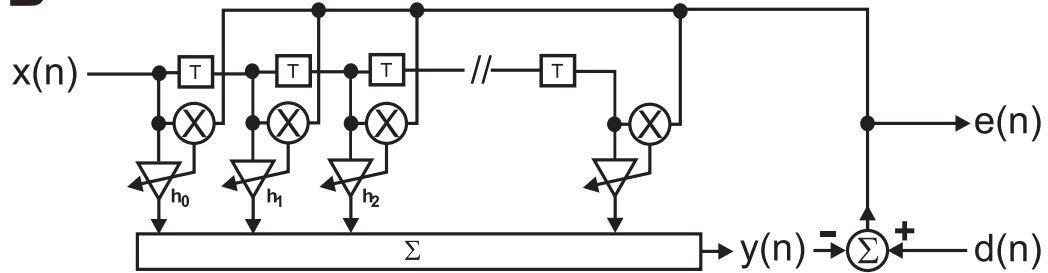 x(n) T T T // T
X X X X
e(n)
h0 h1 h2
Σ y(n) - Σ + d(n)